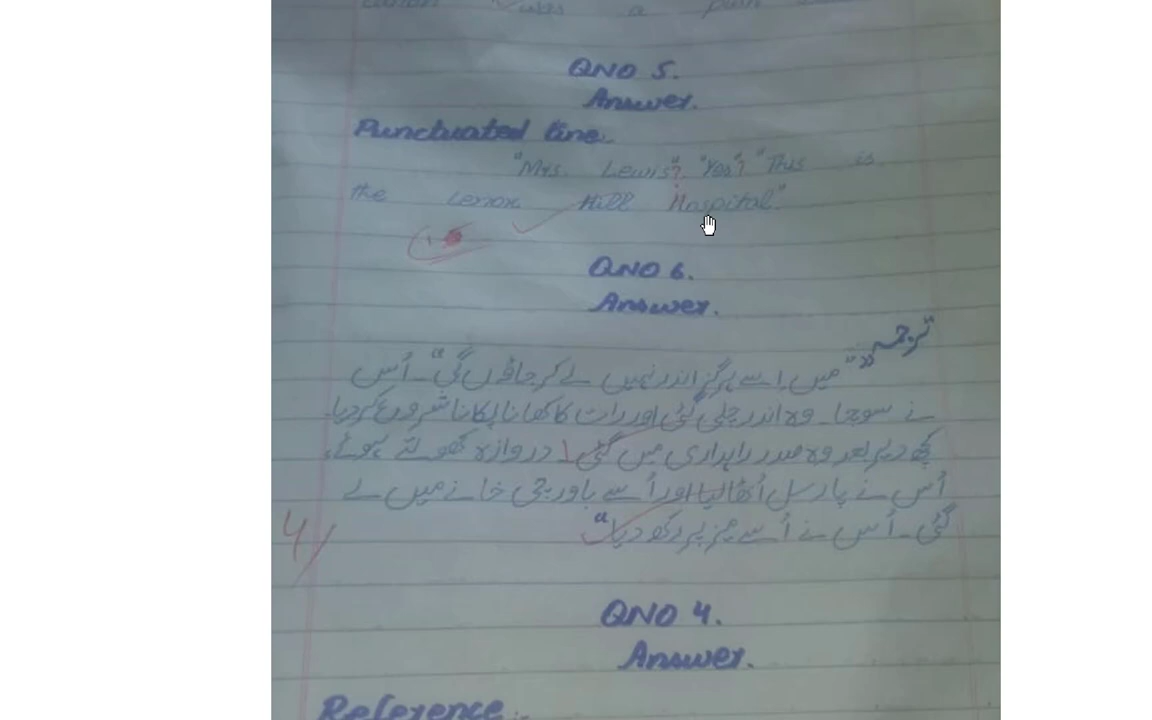 uses a push
QNO 5.
Answer.
Punctuated line.
"Mrs. Lewis?" "Yes"? "This is
the Lennox Hill Hospital."
QNO 6.
Answer.
ترجمہ
"میں اسے ہرگز اندر نہیں لے کر جاؤں گی"۔ اُس
نے سوچا۔ وہ اندر چلی گئی اور رات کا کھانا پکانا شروع کر دیا۔
کچھ دیر بعد وہ صدر راہداری میں گئی۔ دروازہ کھولتے ہوئے
اُس نے پارسل اُٹھا لیا اور اُسے باورچی خانے میں لے
گئی۔ اُس نے اُسے میز پر رکھ دیا"
4/
QNO 4.
Answer.
Reference.